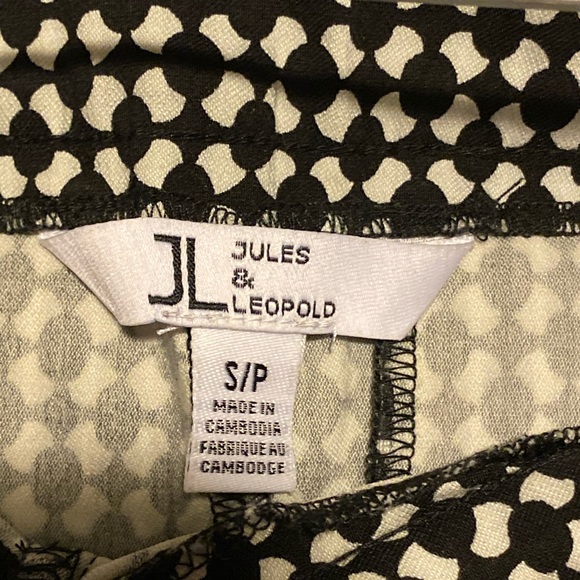 JL
JULES
&
LEOPOLD
S/P
MADE IN
CAMBODIA
FABRIQUE AU
CAMBODGE